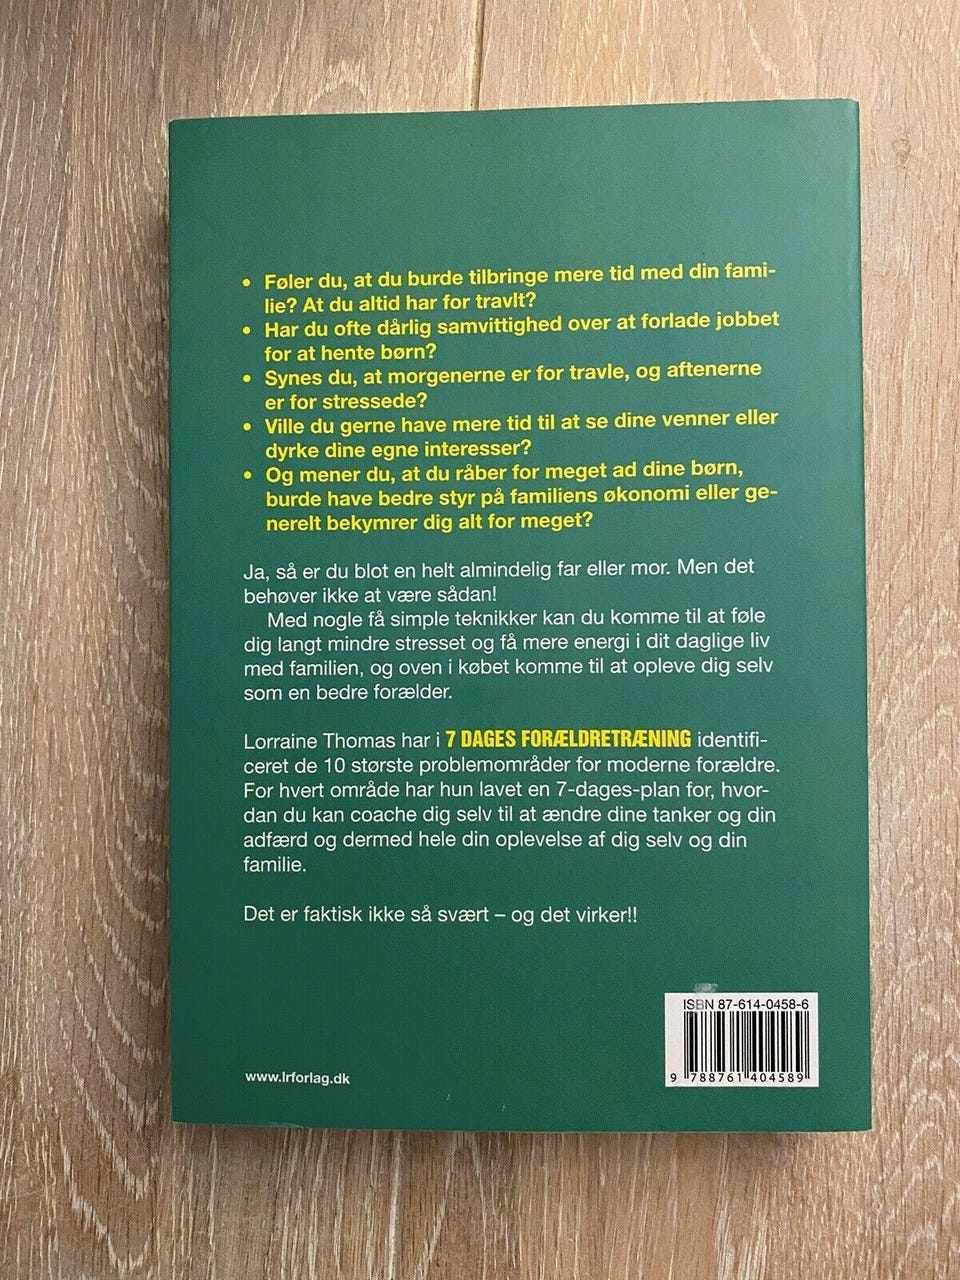 • Føler du, at du burde tilbringe mere tid med din fami-
lie? At du altid har for travlt?
• Har du ofte dårlig samvittighed over at forlade jobbet
for at hente børn?
• Synes du, at morgenerne er for travle, og aftenerne
er for stressede?
• Ville du gerne have mere tid til at se dine venner eller
dyrke dine egne interesser?
• Og mener du, at du råber for meget ad dine børn,
burde have bedre styr på familiens økonomi eller ge-
nerelt bekymrer dig alt for meget?
Ja, så er du blot en helt almindelig far eller mor. Men det
behøver ikke at være sådan!
Med nogle få simple teknikker kan du komme til at føle
dig langt mindre stresset og få mere energi i dit daglige liv
med familien, og oven i købet komme til at opleve dig selv
som en bedre forælder.
Lorraine Thomas har i 7 DAGES FORÆLDRETRÆNING identifi-
ceret de 10 største problemområder for moderne forældre.
For hvert område har hun lavet en 7-dages-plan for, hvor-
dan du kan coache dig selv til at ændre dine tanker og din
adfærd og dermed hele din oplevelse af dig selv og din
familie.
Det er faktisk ikke så svært – og det virker!!
ISBN 87-614-0458-6
9 788761 404589
www.lrforlag.dk